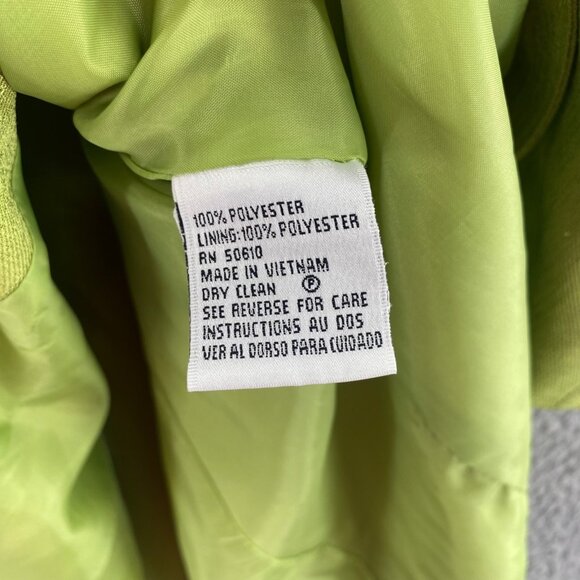 100% POLYESTER
LINING:100% POLYESTER
RN 50610
MADE IN VIETNAM
DRY CLEAN Ⓟ
SEE REVERSE FOR CARE
INSTRUCTIONS AU DOS
VER AL DORSO PARA CUIDADO